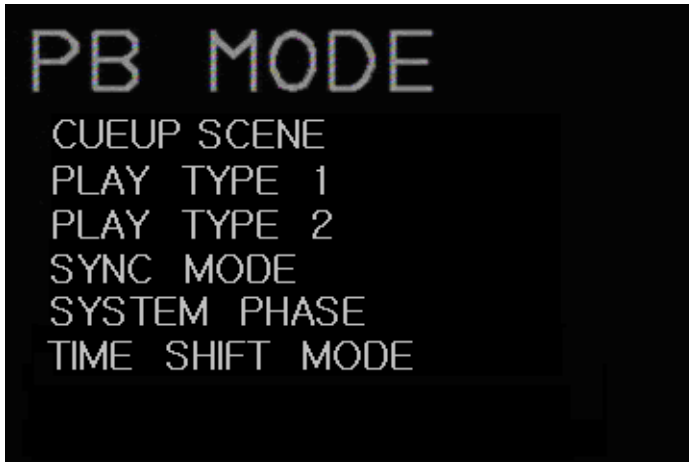 PB MODE
CUEUP SCENE
PLAY TYPE 1
PLAY TYPE 2
SYNC MODE
SYSTEM PHASE
TIME SHIFT MODE